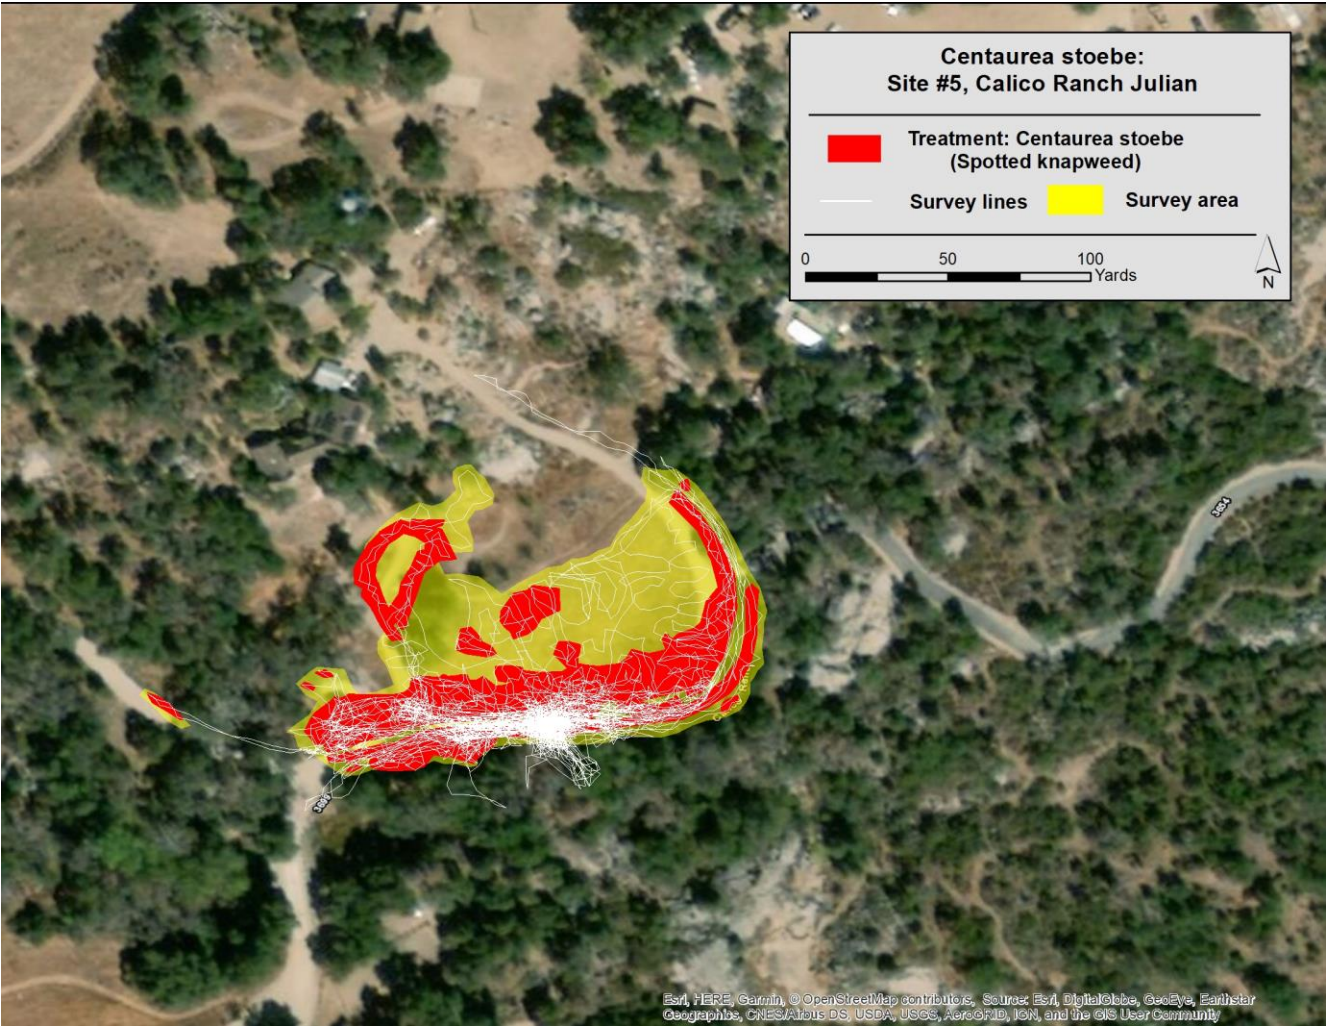 Centaurea stoebe:
Site #5, Calico Ranch Julian
Treatment: Centaurea stoebe
(Spotted knapweed)
Survey lines
Survey area
0 50 100
Yards
N
Esri, HERE, Garmin, © OpenStreetMap contributors, Source: Esri, DigitalGlobe, GeoEye, Earthstar
Geographics, CNES/Airbus DS, USDA, USGS, AeroGRID, IGN, and the GIS User Community